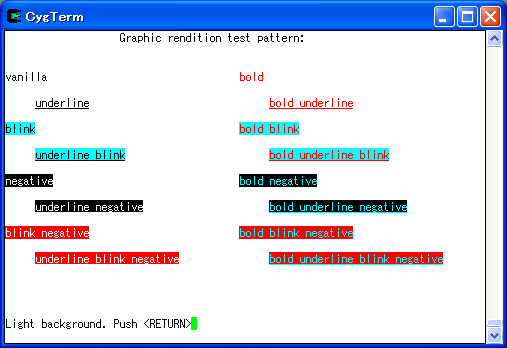 CygTerm
Graphic rendition test pattern:
vanilla bold
underline bold underline
blink bold blink
underline blink bold underline blink
negative bold negative
underline negative bold underline negative
blink negative bold blink negative
underline blink negative bold underline blink negative
Light background. Push <RETURN>